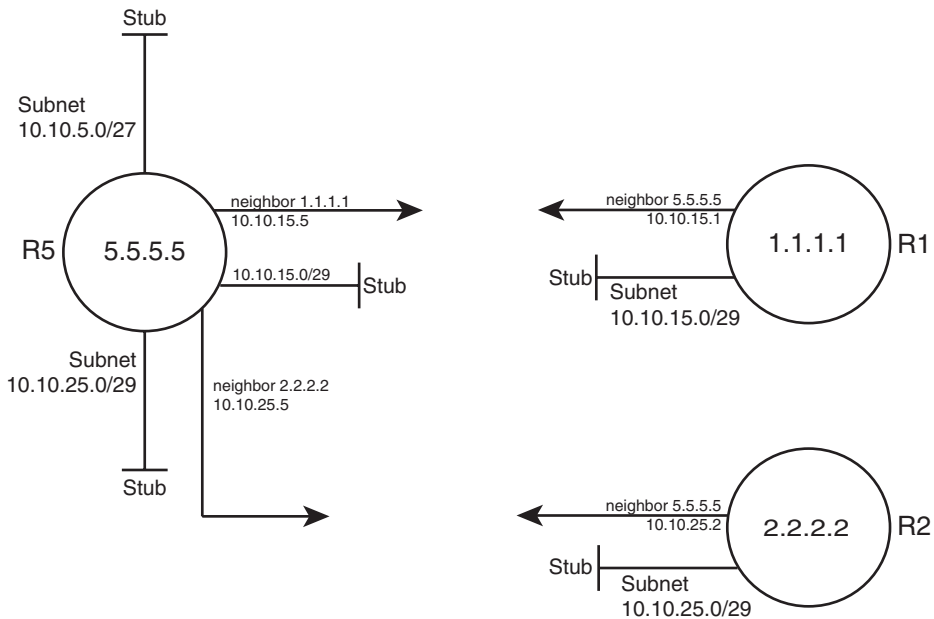 Stub
Subnet
10.10.5.0/27
neighbor 1.1.1.1
10.10.15.5
R5
5.5.5.5
10.10.15.0/29
Stub
Subnet
10.10.25.0/29
neighbor 2.2.2.2
10.10.25.5
Stub
neighbor 5.5.5.5
10.10.15.1
1.1.1.1
R1
Stub
Subnet
10.10.15.0/29
neighbor 5.5.5.5
10.10.25.2
2.2.2.2
R2
Stub
Subnet
10.10.25.0/29